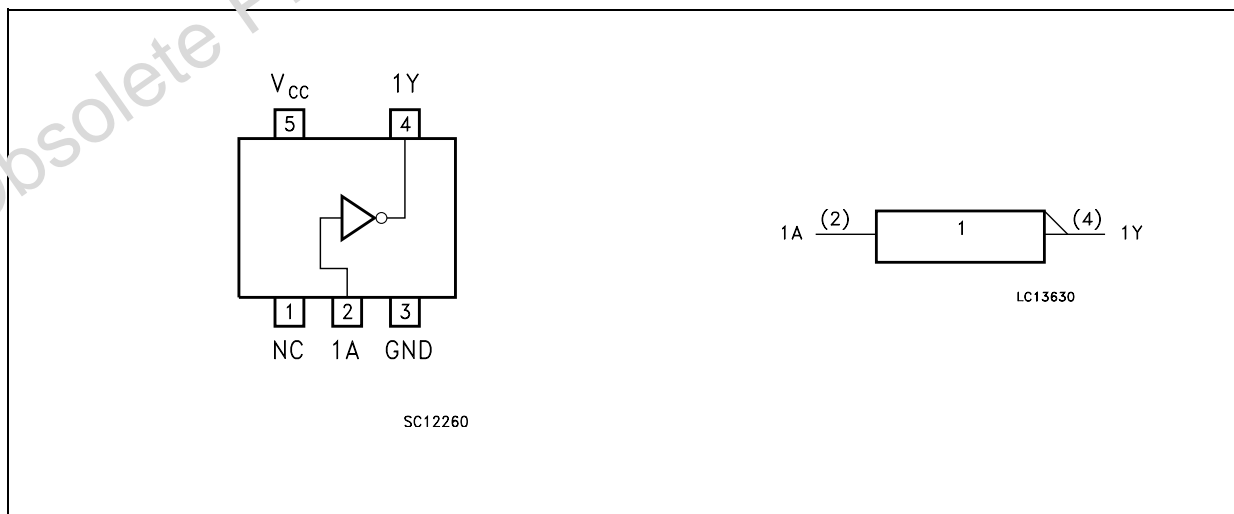 Obsolete P
V CC 1Y
5 4
1 2 3
NC 1A GND
SC12260
1A (2) 1 (4) 1Y
LC13630